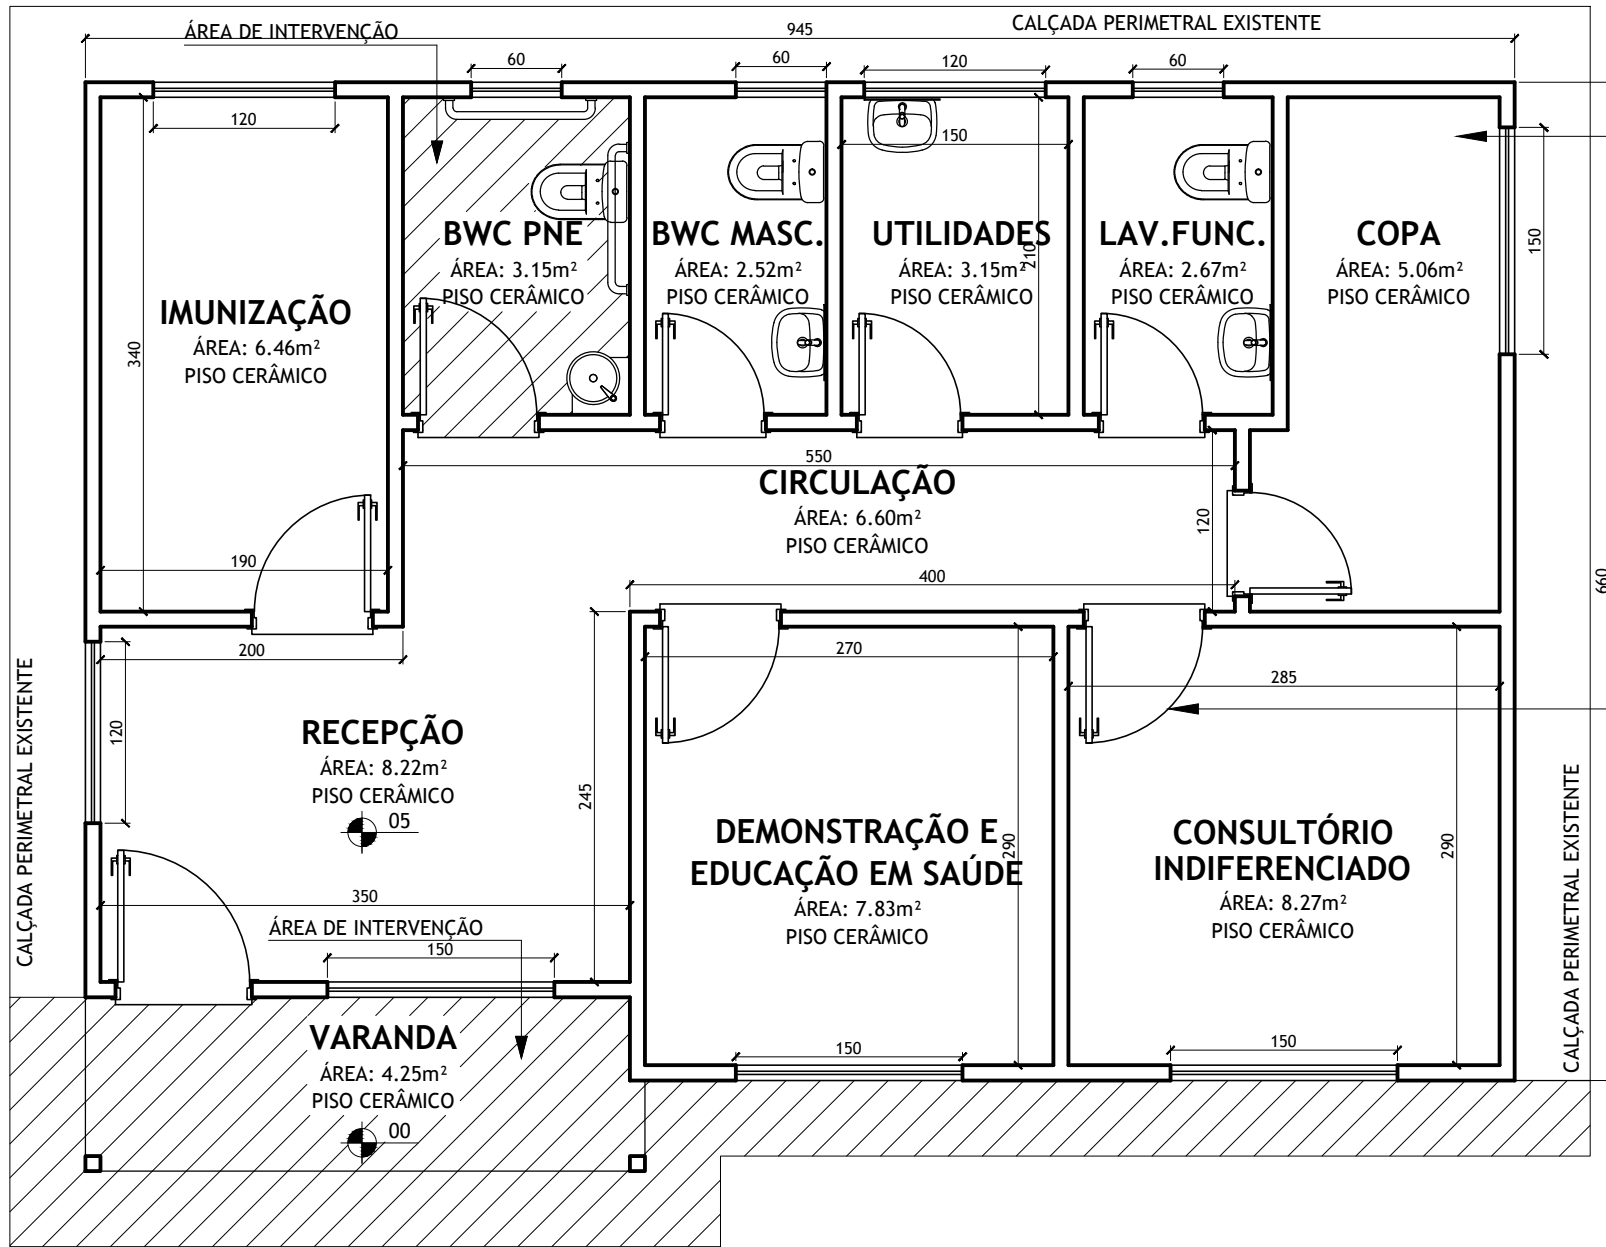 ÁREA DE INTERVENÇÃO
945
CALÇADA PERIMETRAL EXISTENTE
60
60
120
60
120
150
BWC PNE
ÁREA: 3.15m²
PISO CERÂMICO
BWC MASC.
ÁREA: 2.52m²
PISO CERÂMICO
UTILIDADES
ÁREA: 3.15m²
PISO CERÂMICO
210
LAV.FUNC.
ÁREA: 2.67m²
PISO CERÂMICO
COPA
ÁREA: 5.06m²
PISO CERÂMICO
150
IMUNIZAÇÃO
ÁREA: 6.46m²
PISO CERÂMICO
340
190
550
CIRCULAÇÃO
ÁREA: 6.60m²
PISO CERÂMICO
120
400
660
200
270
285
CALÇADA PERIMETRAL EXISTENTE
120
RECEPÇÃO
ÁREA: 8.22m²
PISO CERÂMICO
05
245
350
ÁREA DE INTERVENÇÃO
150
DEMONSTRAÇÃO E
EDUCAÇÃO EM SAÚDE
ÁREA: 7.83m²
PISO CERÂMICO
290
CONSULTÓRIO
INDIFERENCIADO
ÁREA: 8.27m²
PISO CERÂMICO
290
CALÇADA PERIMETRAL EXISTENTE
150
150
VARANDA
ÁREA: 4.25m²
PISO CERÂMICO
00